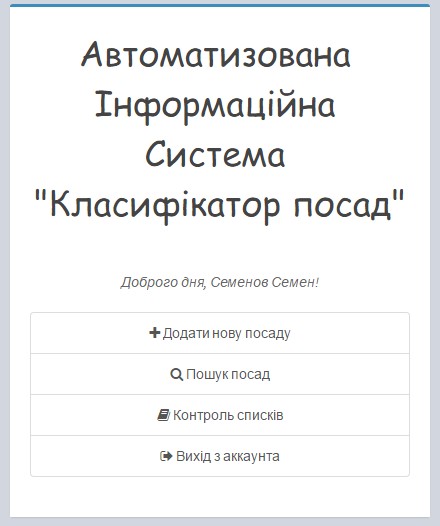 Автоматизована
Інформаційна
Система
"Класифікатор посад"
Доброго дня, Семенов Семен!
Додати нову посаду
Пошук посад
Контроль списків
Вихід з аккаунта